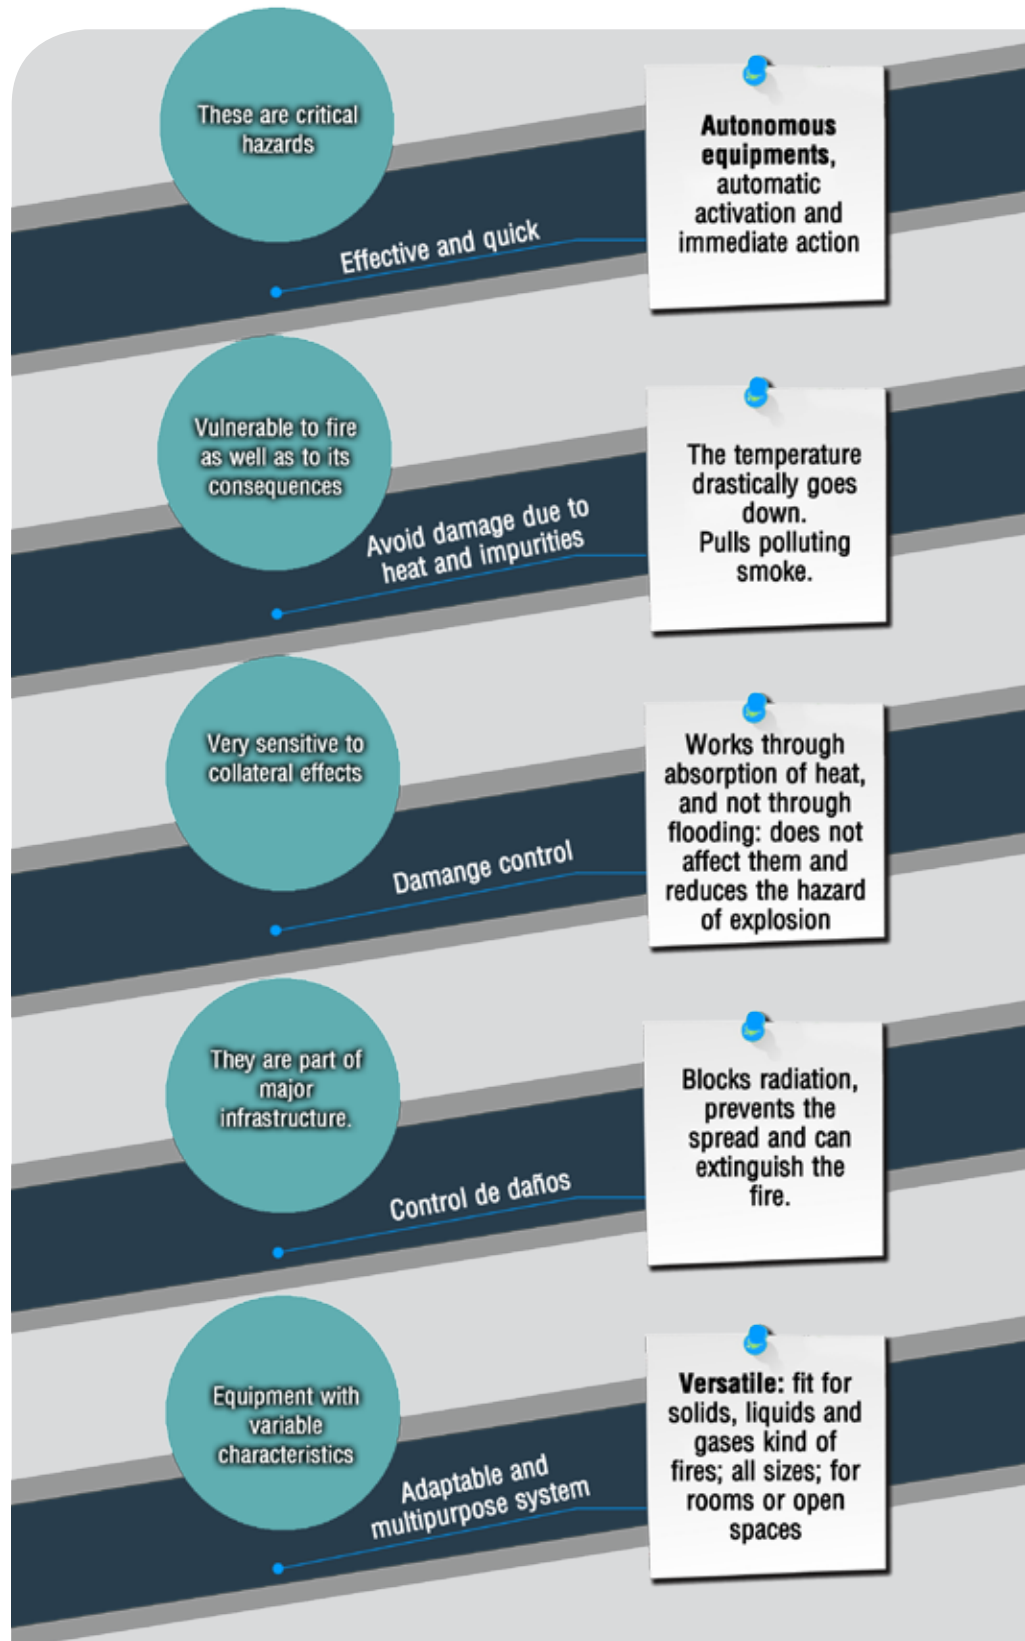 These are critical
hazards
Effective and quick
Autonomous
equipments,
automatic
activation and
immediate action
Vulnerable to fire
as well as to its
consequences
Avoid damage due to
heat and impurities
The temperature
drastically goes
down.
Pulls polluting
smoke.
Very sensitive to
collateral effects
Damange control
Works through
absorption of heat,
and not through
flooding: does not
affect them and
reduces the hazard
of explosion
They are part of
major
infrastructure.
Control de daños
Blocks radiation,
prevents the
spread and can
extinguish the
fire.
Equipment with
variable
characteristics
Adaptable and
multipurpose system
Versatile: fit for
solids, liquids and
gases kind of
fires; all sizes; for
rooms or open
spaces